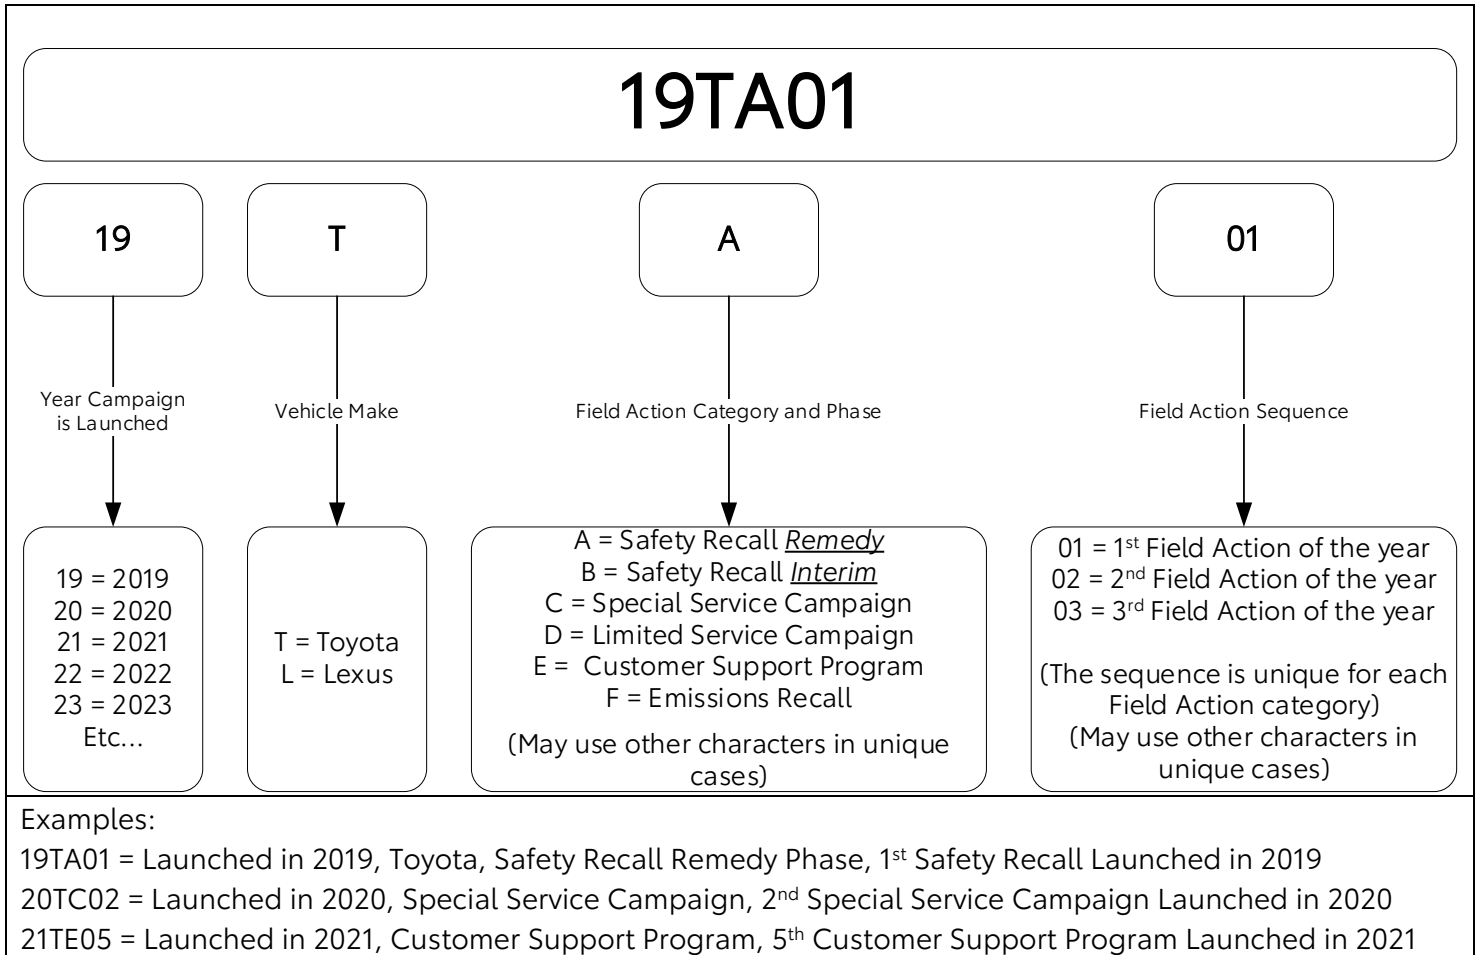 19TA01
19
T
A
01
Year Campaign
is Launched
Vehicle Make
Field Action Category and Phase
Field Action Sequence
19 = 2019
20 = 2020
21 = 2021
22 = 2022
23 = 2023
Etc...
T = Toyota
L = Lexus
A = Safety Recall Remedy
B = Safety Recall Interim
C = Special Service Campaign
D = Limited Service Campaign
E =  Customer Support Program
F = Emissions Recall
(May use other characters in unique
cases)
01 = 1st Field Action of the year
02 = 2nd Field Action of the year
03 = 3rd Field Action of the year
(The sequence is unique for each
Field Action category)
(May use other characters in
unique cases)
Examples:
19TA01 = Launched in 2019, Toyota, Safety Recall Remedy Phase, 1st Safety Recall Launched in 2019
20TC02 = Launched in 2020, Special Service Campaign, 2nd Special Service Campaign Launched in 2020
21TE05 = Launched in 2021, Customer Support Program, 5th Customer Support Program Launched in 2021